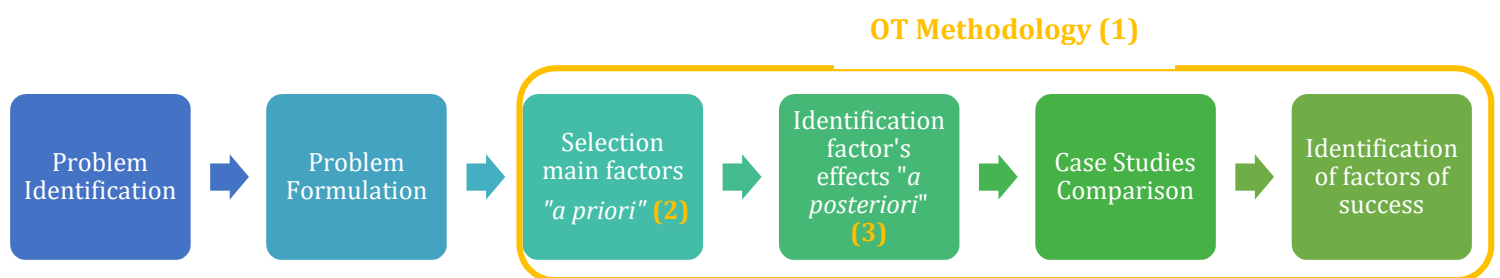 OT Methodology (1)
Problem
Identification
Problem
Formulation
Selection
main factors
"a priori" (2)
Identification
factor's
effects "a
posteriori"
(3)
Case Studies
Comparison
Identification
of factors of
success